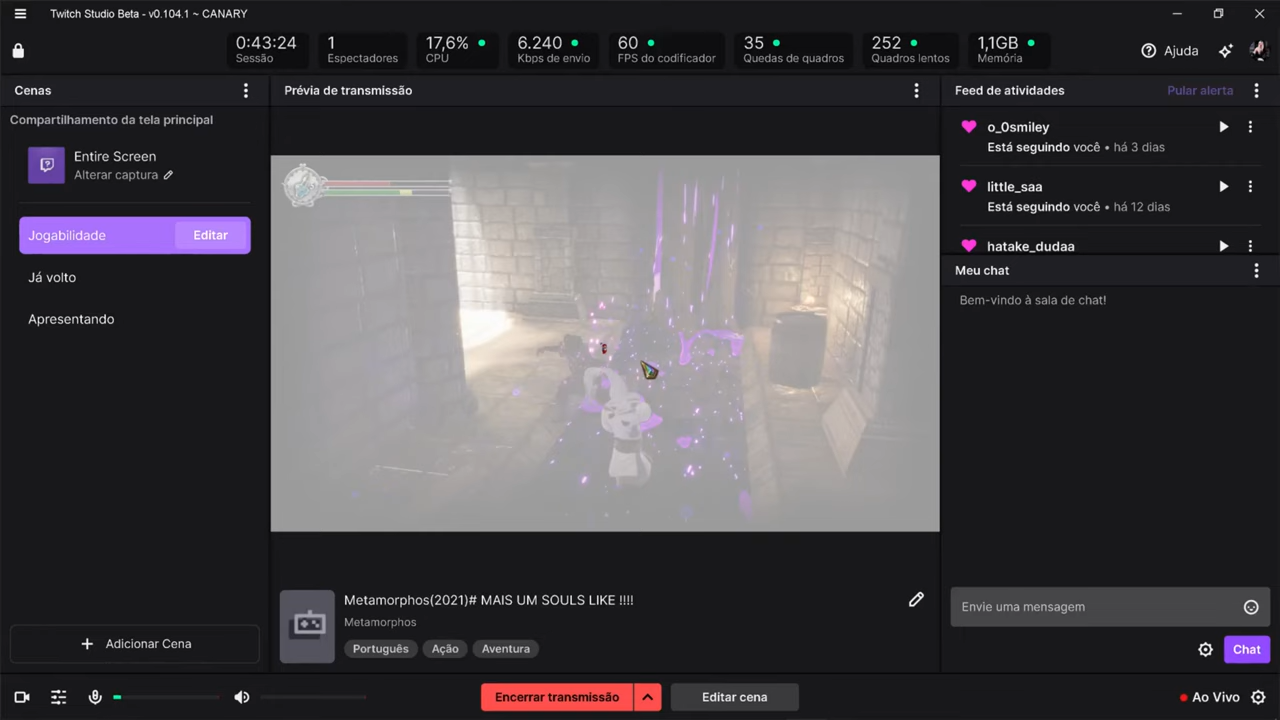 Twitch Studio Beta - v0.104.1 ~ CANARY
0:43:24
Sessão
1
Espectadores
17,6%
CPU
6.240
Kbps de envio
60
FPS do codificador
35
Quedas de quadros
252
Quadros lentos
1,1GB
Memória
Ajuda
Cenas
Compartilhamento da tela principal
Entire Screen
Alterar captura
Jogabilidade
Editar
Já volto
Apresentando
Adicionar Cena
Prévia de transmissão
Metamorphos(2021)# MAIS UM SOULS LIKE !!!!
Metamorphos
Português
Ação
Aventura
Feed de atividades
Pular alerta
o_0smiley
Está seguindo você • há 3 dias
little_saa
Está seguindo você • há 12 dias
hatake_dudaa
Meu chat
Bem-vindo à sala de chat!
Envie uma mensagem
Chat
Encerrar transmissão
Editar cena
Ao Vivo